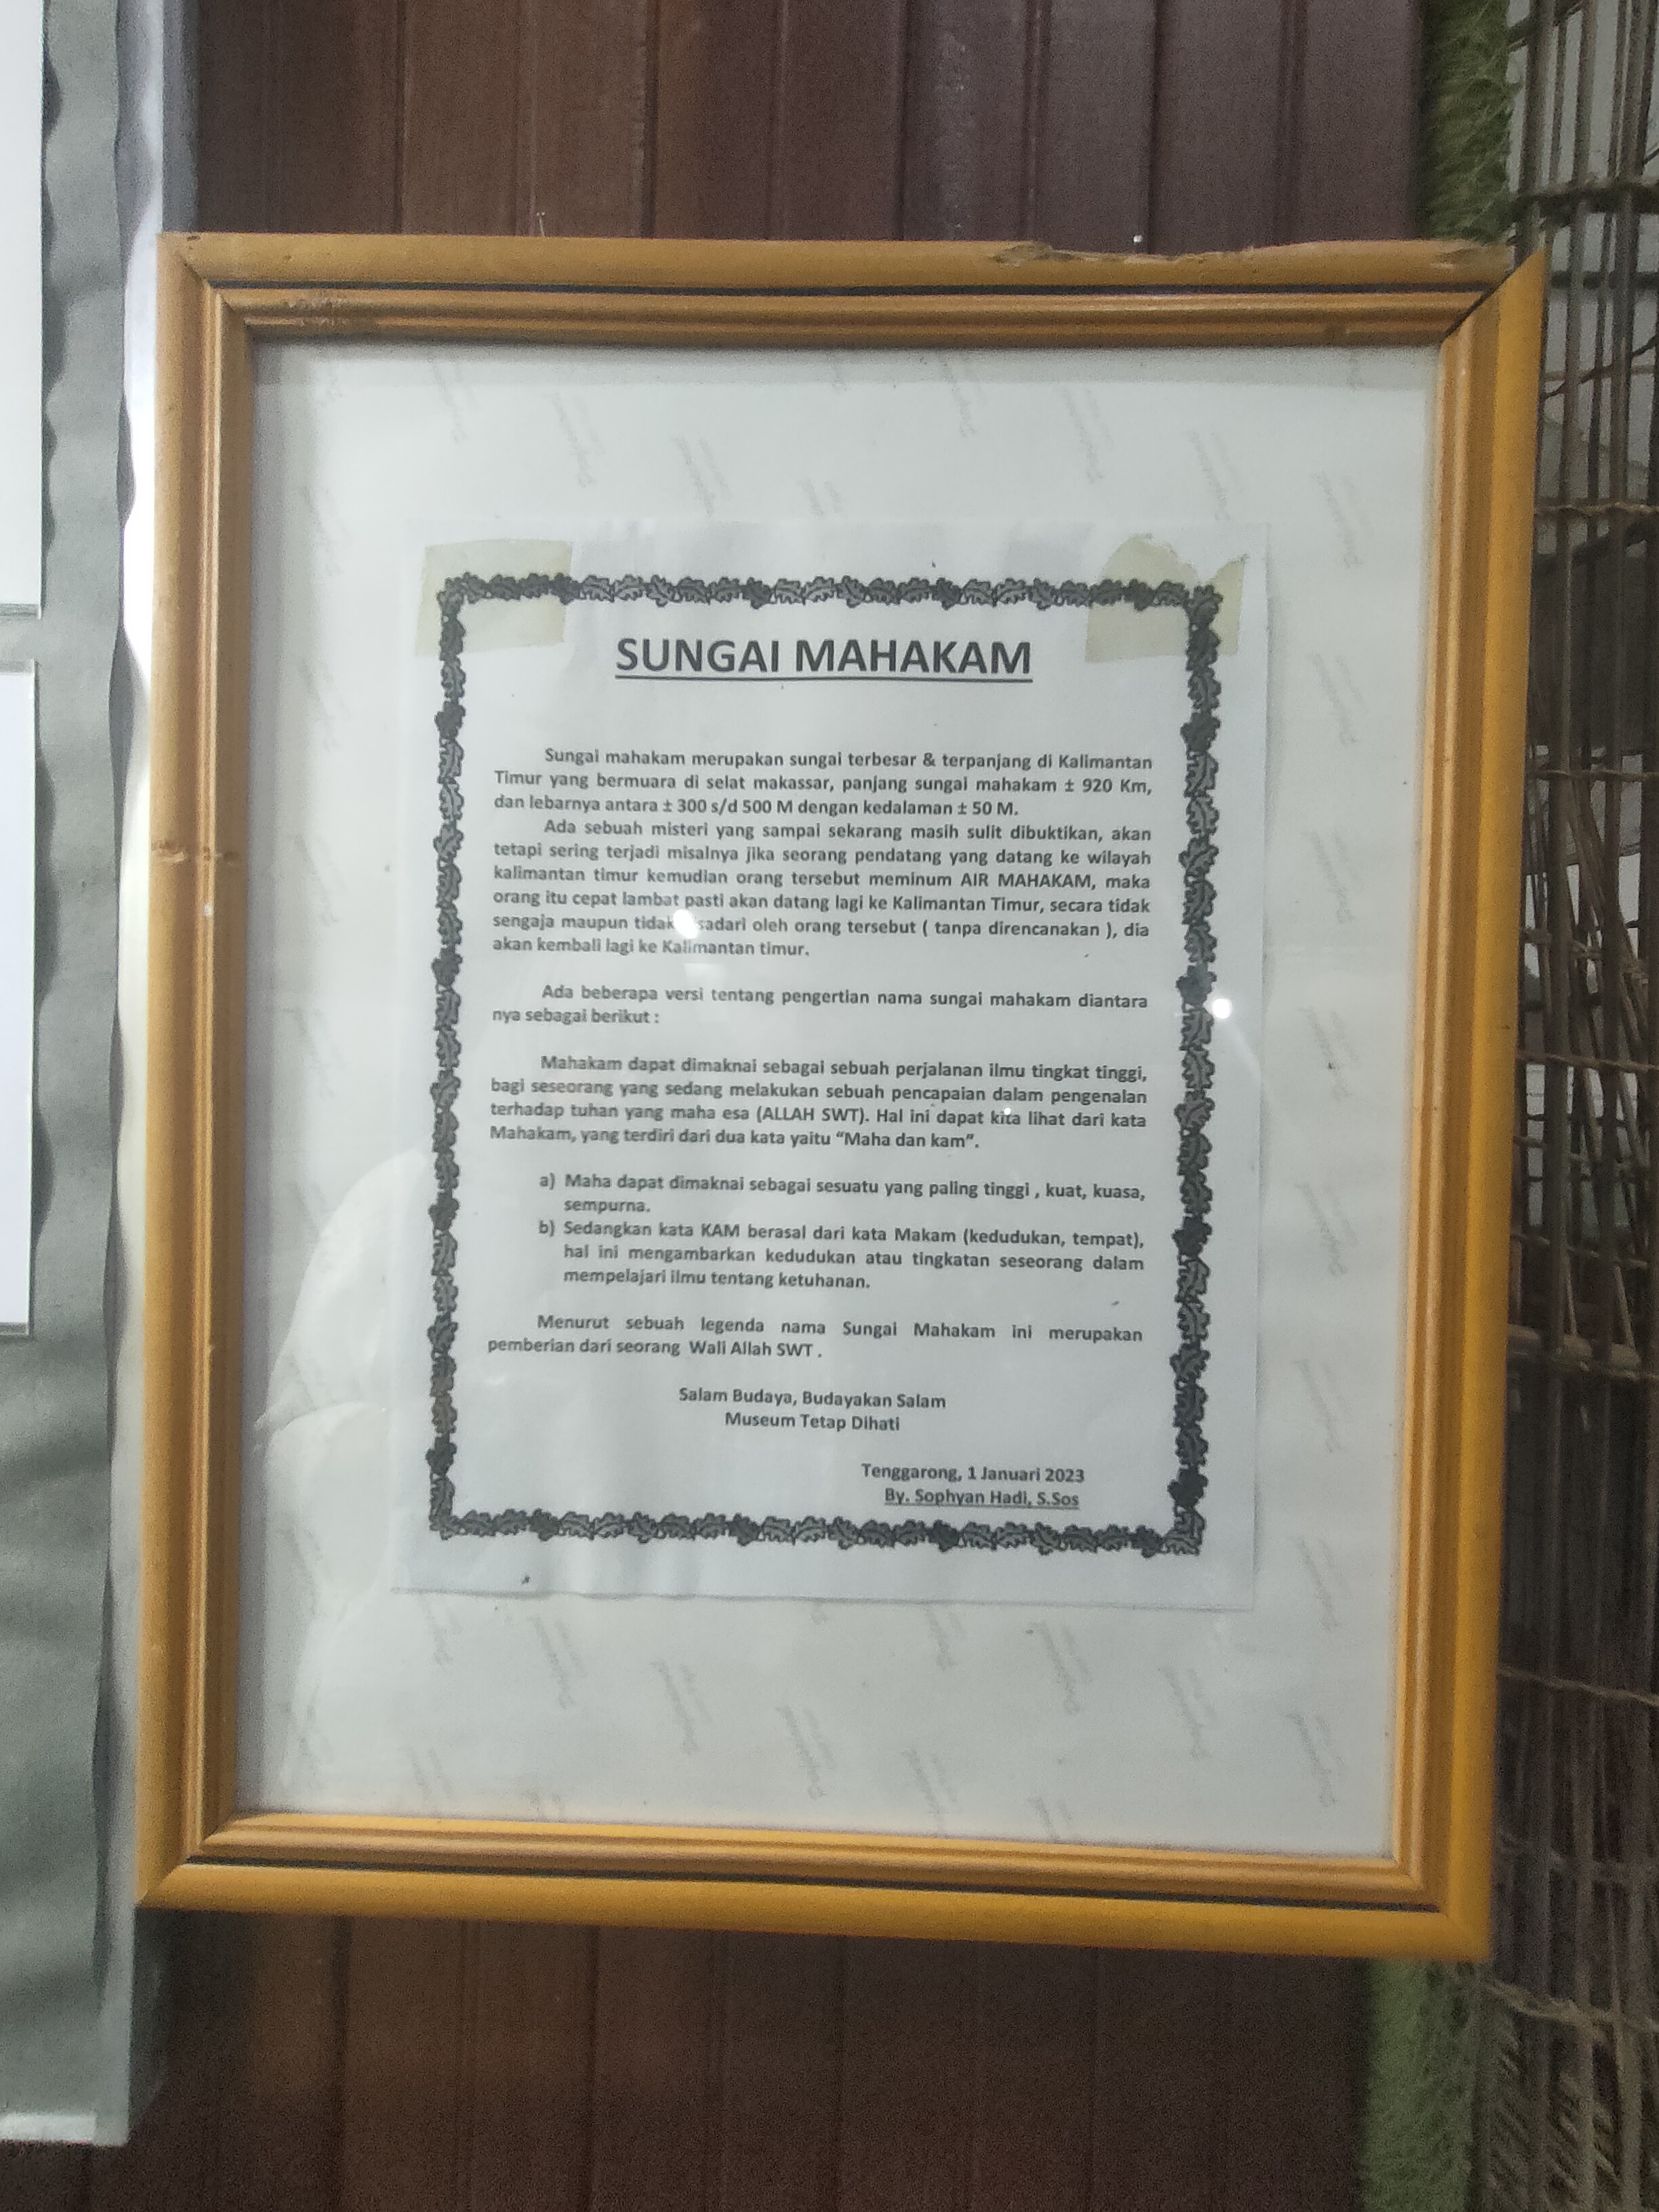 SUNGAI MAHAKAM
Sungai mahakam merupakan sungai terbesar & terpanjang di Kalimantan
Timur yang bermuara di selat makassar, panjang sungai mahakam ± 920 Km,
dan lebarnya antara ± 300 s/d 500 M dengan kedalaman ± 50 M.
Ada sebuah misteri yang sampai sekarang masih sulit dibuktikan, akan
tetapi sering terjadi misalnya jika seorang pendatang yang datang ke wilayah
kalimantan timur kemudian orang tersebut meminum AIR MAHAKAM, maka
orang itu cepat lambat pasti akan datang lagi ke Kalimantan Timur, secara tidak
sengaja maupun tidak oleh orang tersebut ( tanpa direncanakan ), dia
akan kembali lagi ke Kalimantan timur.
Ada beberapa versi tentang pengertian nama sungai mahakam diantara
nya sebagai berikut :
Mahakam dapat dimaknai sebagai sebuah perjalanan ilmu tingkat tinggi,
bagi seseorang yang sedang melakukan sebuah pencapaian dalam pengenalan
terhadap tuhan yang maha esa (ALLAH SWT). Hal ini dapat kita lihat dari kata
Mahakam, yang terdiri dari dua kata yaitu “Maha dan kam”.
a) Maha dapat dimaknai sebagai sesuatu yang paling tinggi , kuat, kuasa,
sempurna.
b) Sedangkan kata KAM berasal dari kata Makam (kedudukan, tempat),
hal ini mengambarkan kedudukan atau tingkatan seseorang dalam
mempelajari ilmu tentang ketuhanan.
Menurut sebuah legenda nama Sungai Mahakam ini merupakan
pemberian dari seorang Wali Allah SWT .
Salam Budaya, Budayakan Salam
Museum Tetap Dihati
Tenggarong, 1 Januari 2023
By. Sophyan Hadi, S.Sos